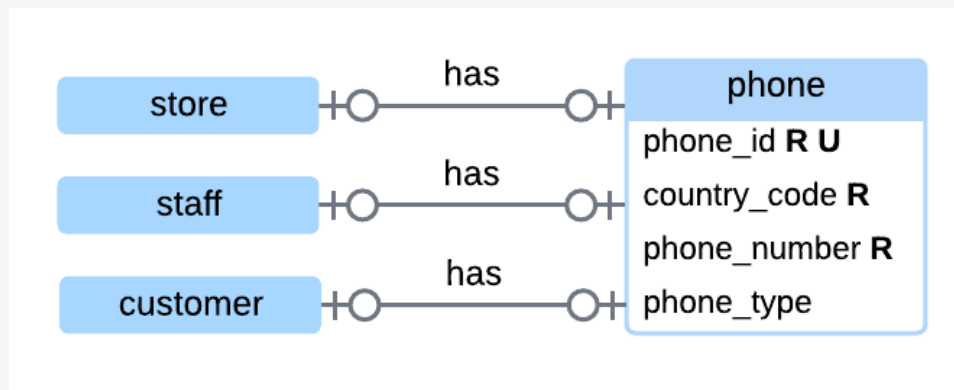 store
has
staff
has
customer
has
phone
phone_id R U
country_code R
phone_number R
phone_type